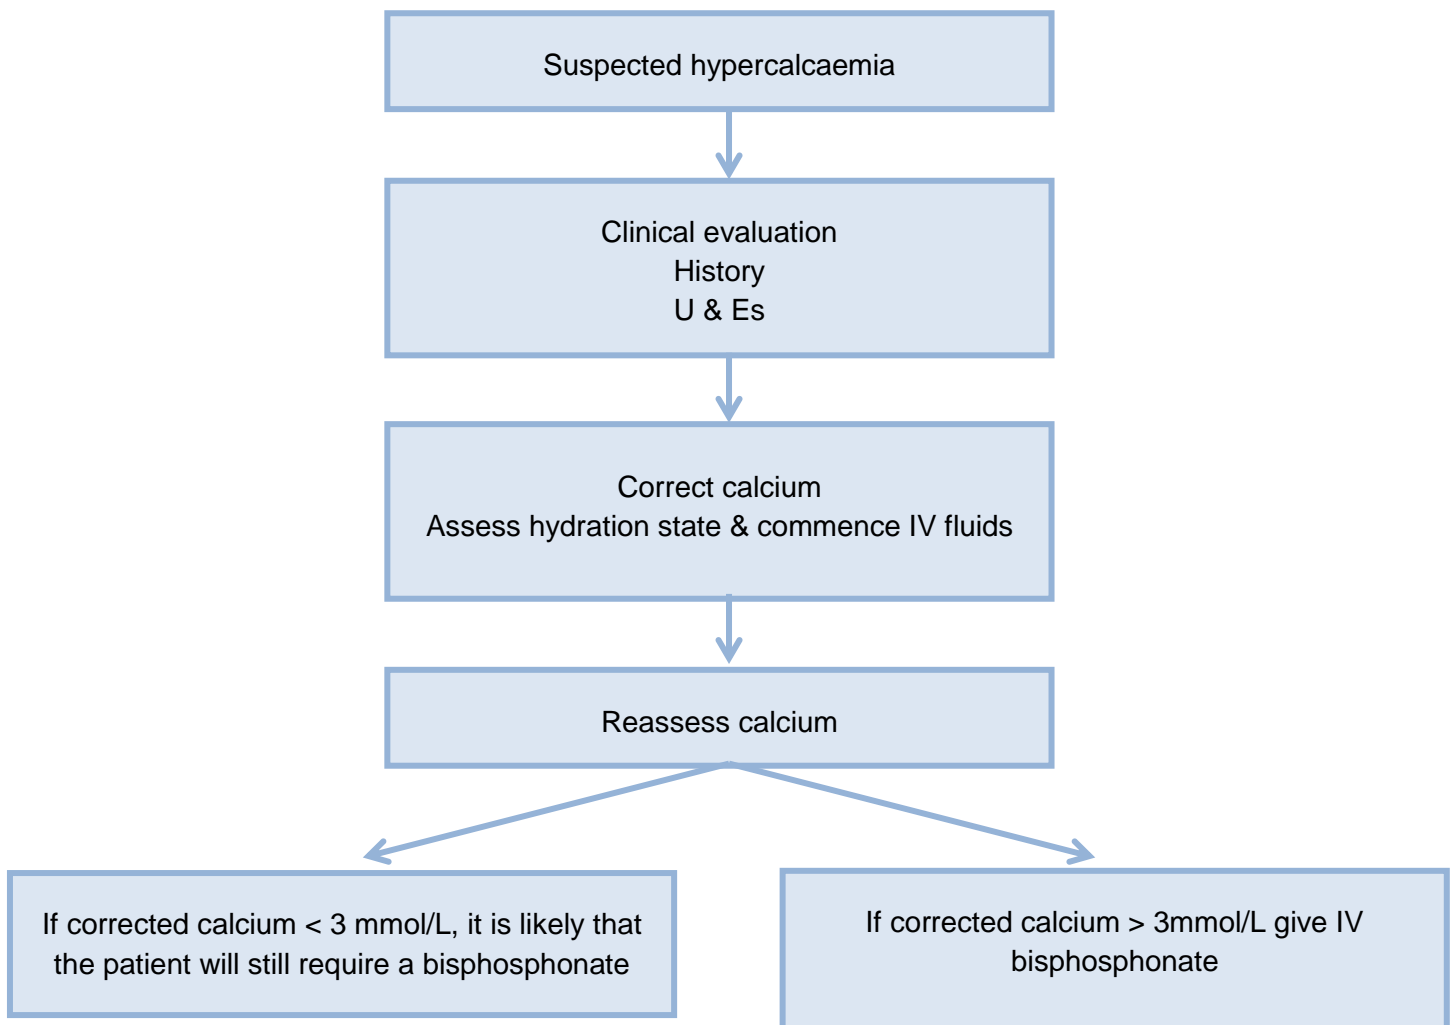 Suspected hypercalcaemia
Clinical evaluation
History
U & Es
Correct calcium
Assess hydration state & commence IV fluids
Reassess calcium
If corrected calcium < 3 mmol/L, it is likely that
the patient will still require a bisphosphonate
If corrected calcium > 3mmol/L give IV
bisphosphonate